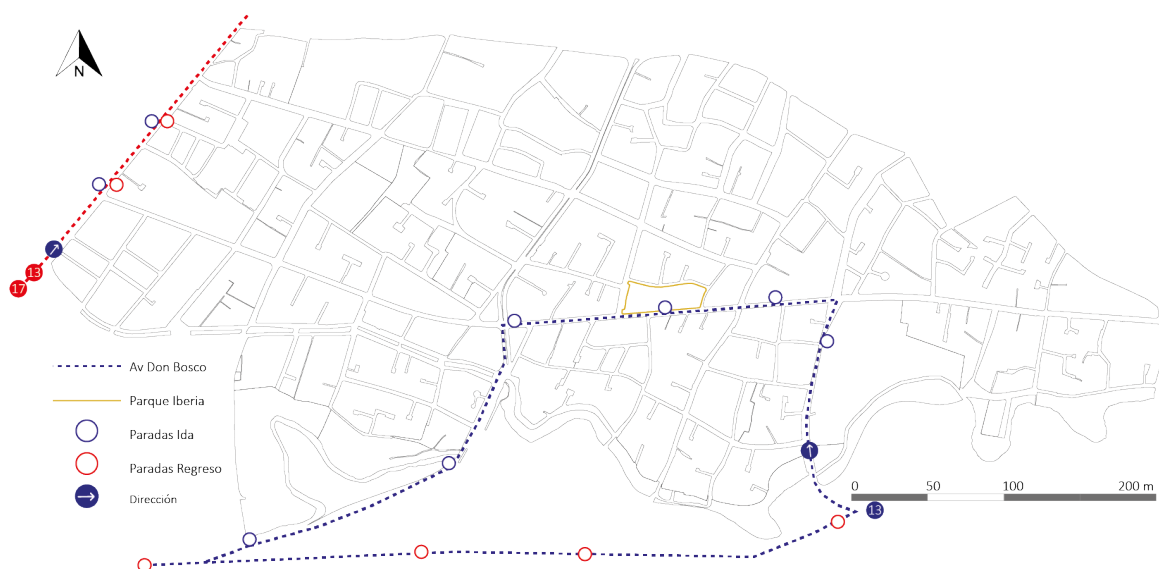 N
13
17
Av Don Bosco
Parque Iberia
Paradas Ida
Paradas Regreso
Dirección
0 50 100 200 m
13